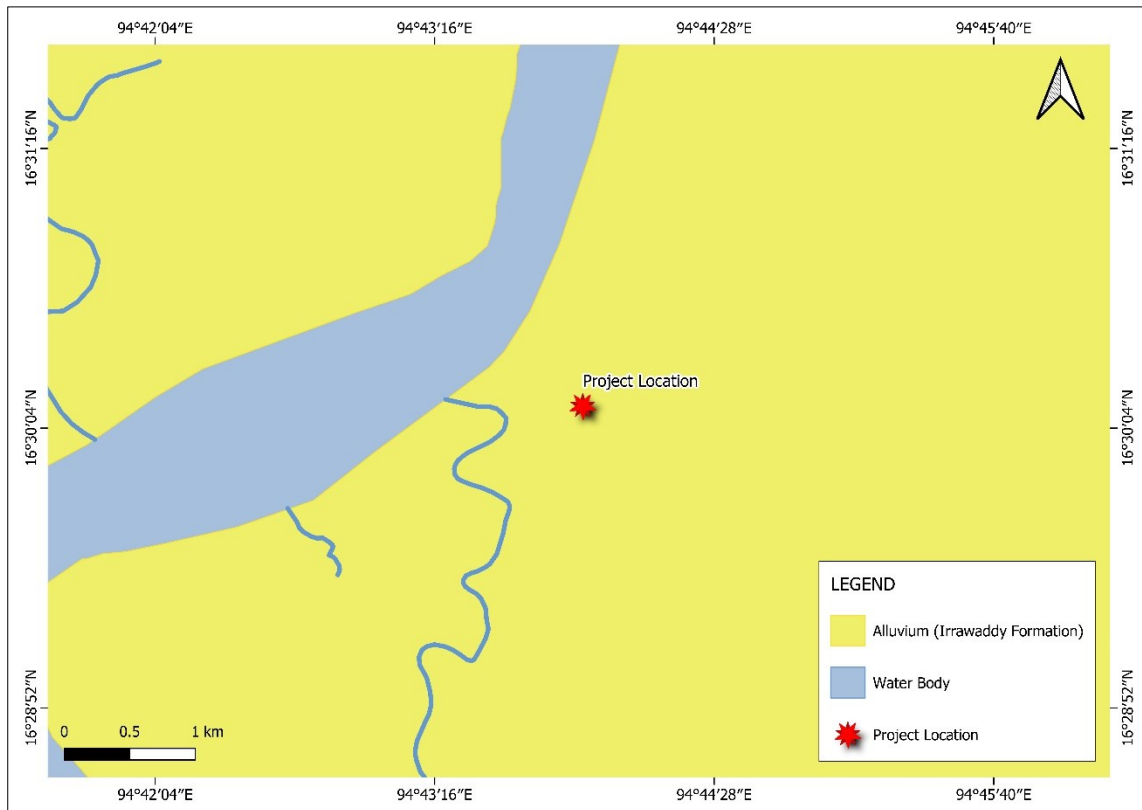 94°42′04″E 94°43′16″E 94°44′28″E 94°45′40″E
16°31′16″N
16°31′16″N
Project Location
16°30′04″N
16°30′04″N
LEGEND
Alluvium (Irrawaddy Formation)
Water Body
Project Location
16°28′52″N
16°28′52″N
0 0.5 1 km
94°42′04″E 94°43′16″E 94°44′28″E 94°45′40″E